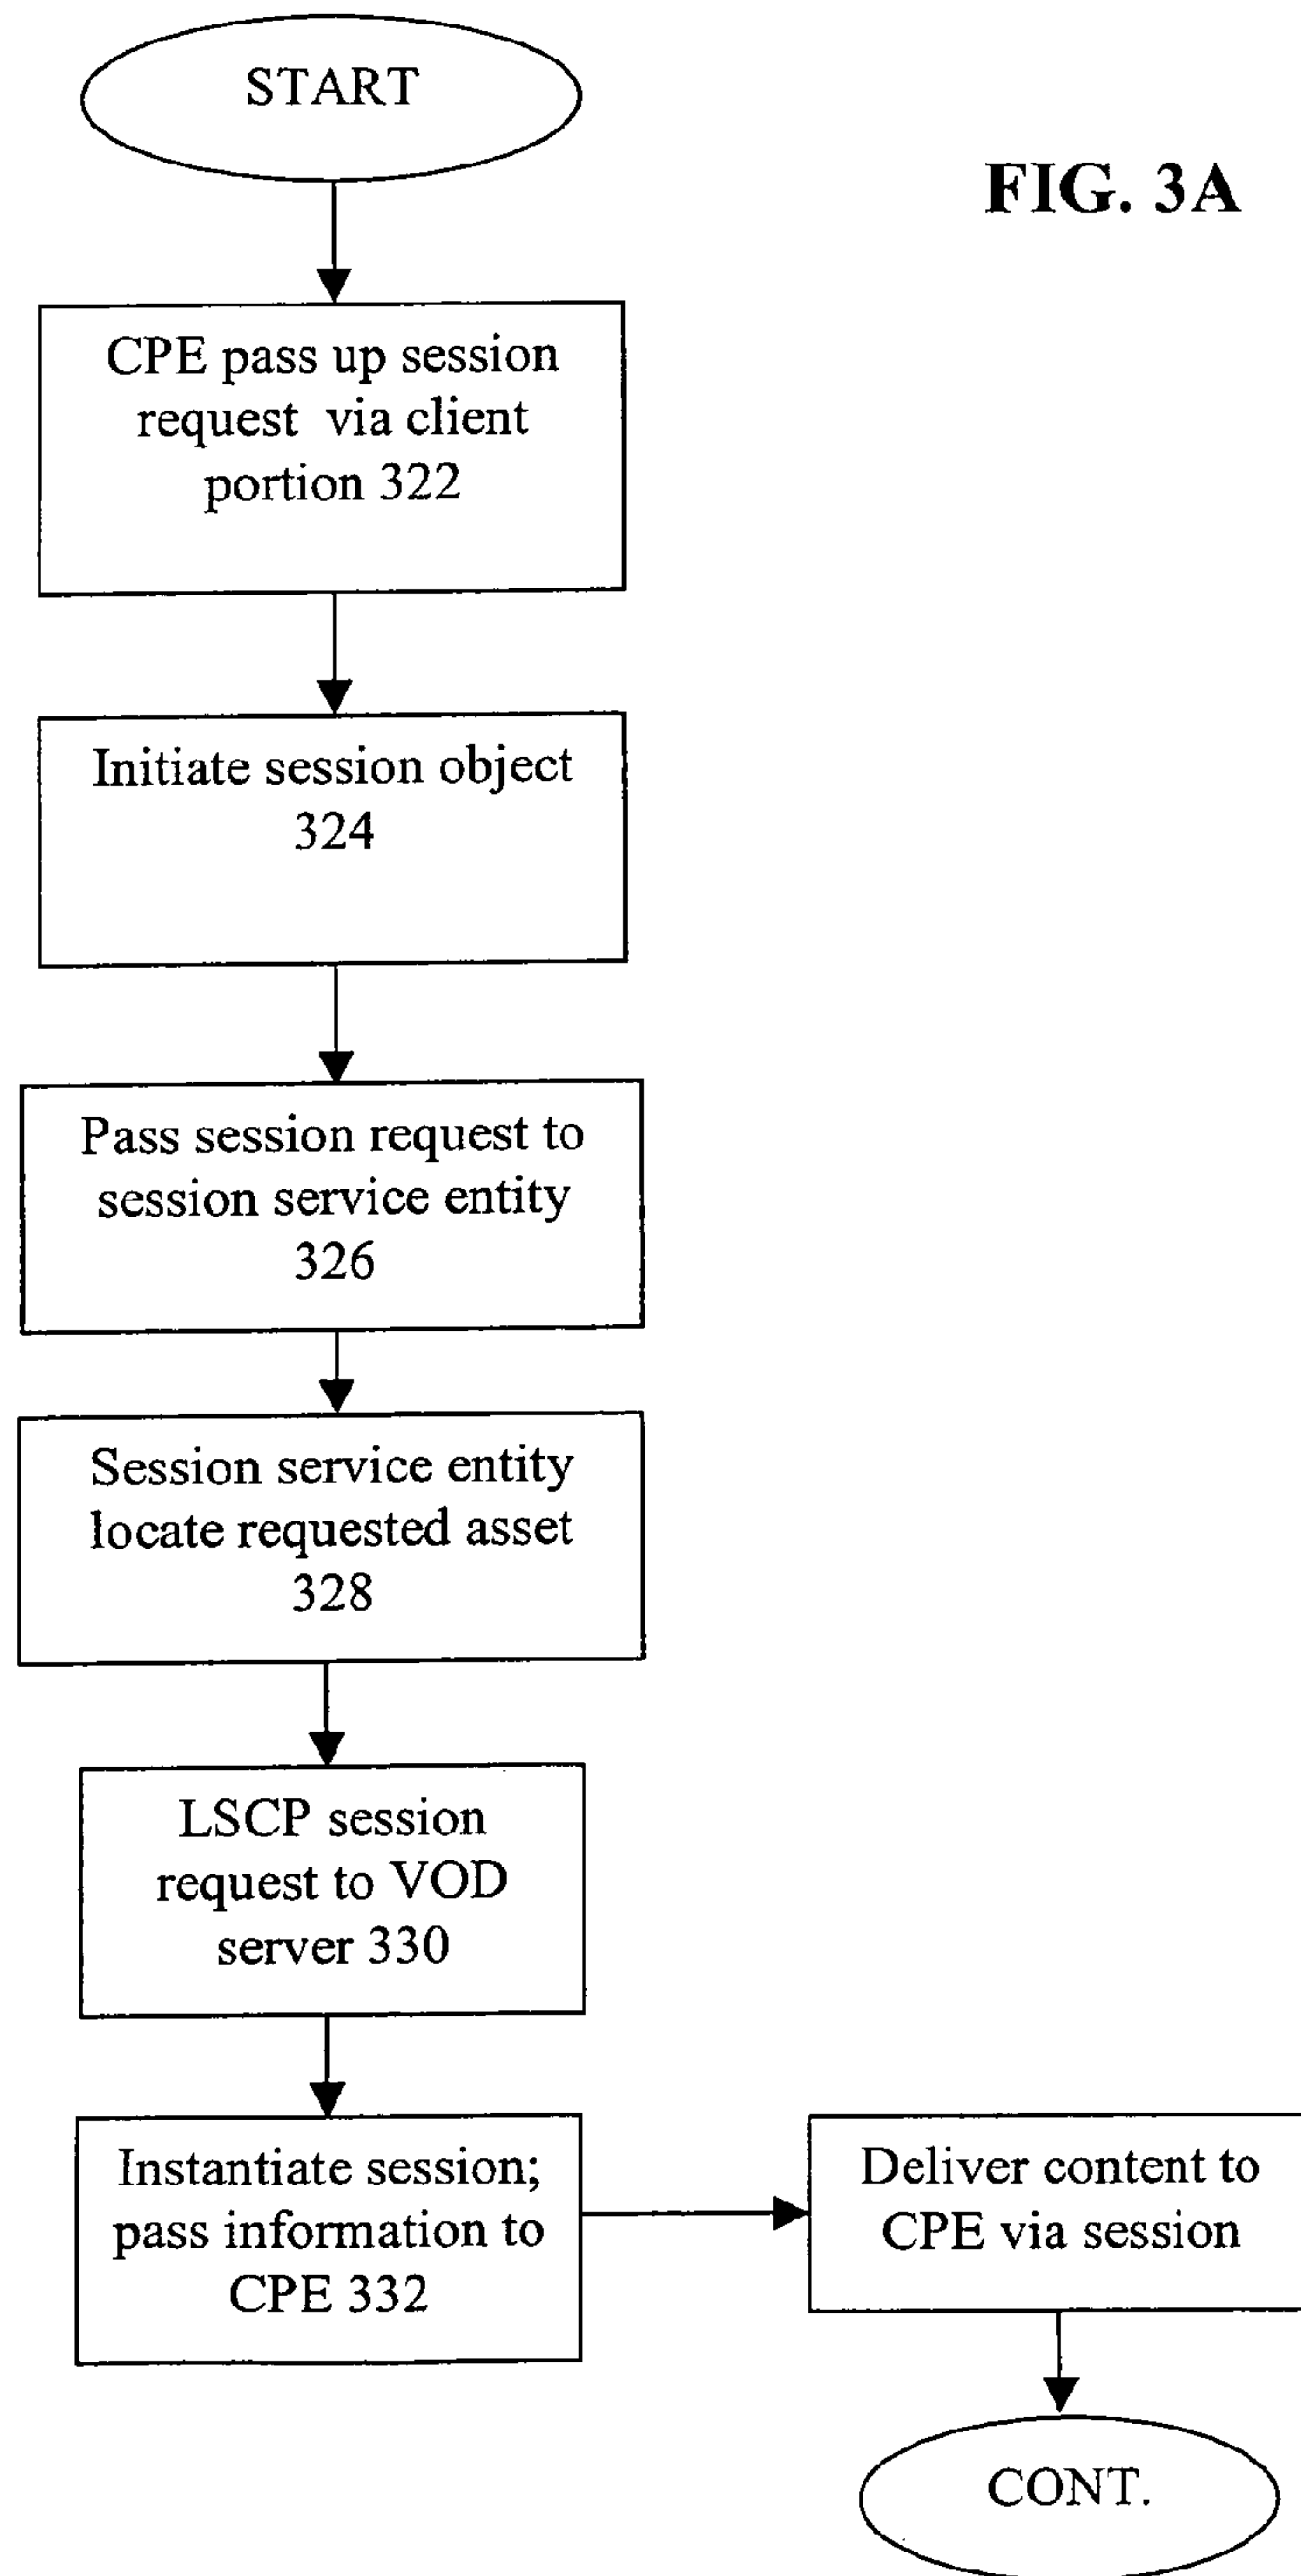 START
FIG. 3A
CPE pass up session
request via client
portion 322
Initiate session object
324
Pass session request to
session service entity
326
Session service entity
locate requested asset
328
LSCP session
request to VOD
server 330
Instantiate session;
pass information to
CPE 332
Deliver content to
CPE via session
CONT.